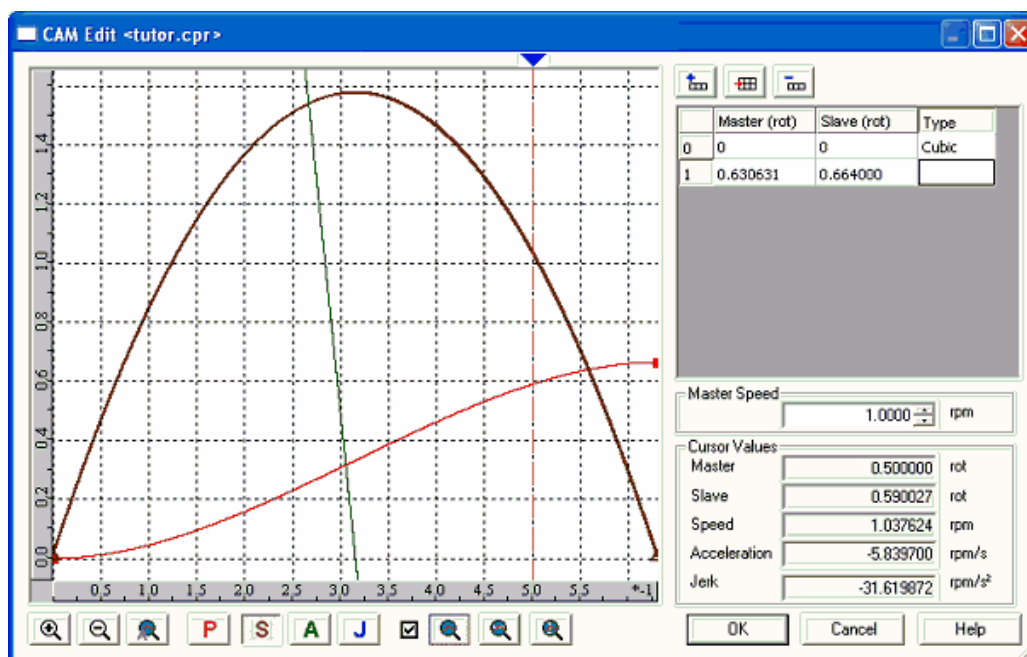 CAM Edit <tutor.cpr>
Master (rot) Slave (rot) Type
0 0 0 Cubic
1 0.630631 0.664000
1,4
1,2
1,0
0,8
0,6
0,4
0,2
0,0
0,5 1,0 1,5 2,0 2,5 3,0 3,5 4,0 4,5 5,0 5,5 *-1
Master Speed
1.0000 rpm
Cursor Values
Master 0.500000 rot
Slave 0.590027 rot
Speed 1.037624 rpm
Acceleration -5.839700 rpm/s
Jerk -31.619872 rpm/s²
P S A J
OK Cancel Help